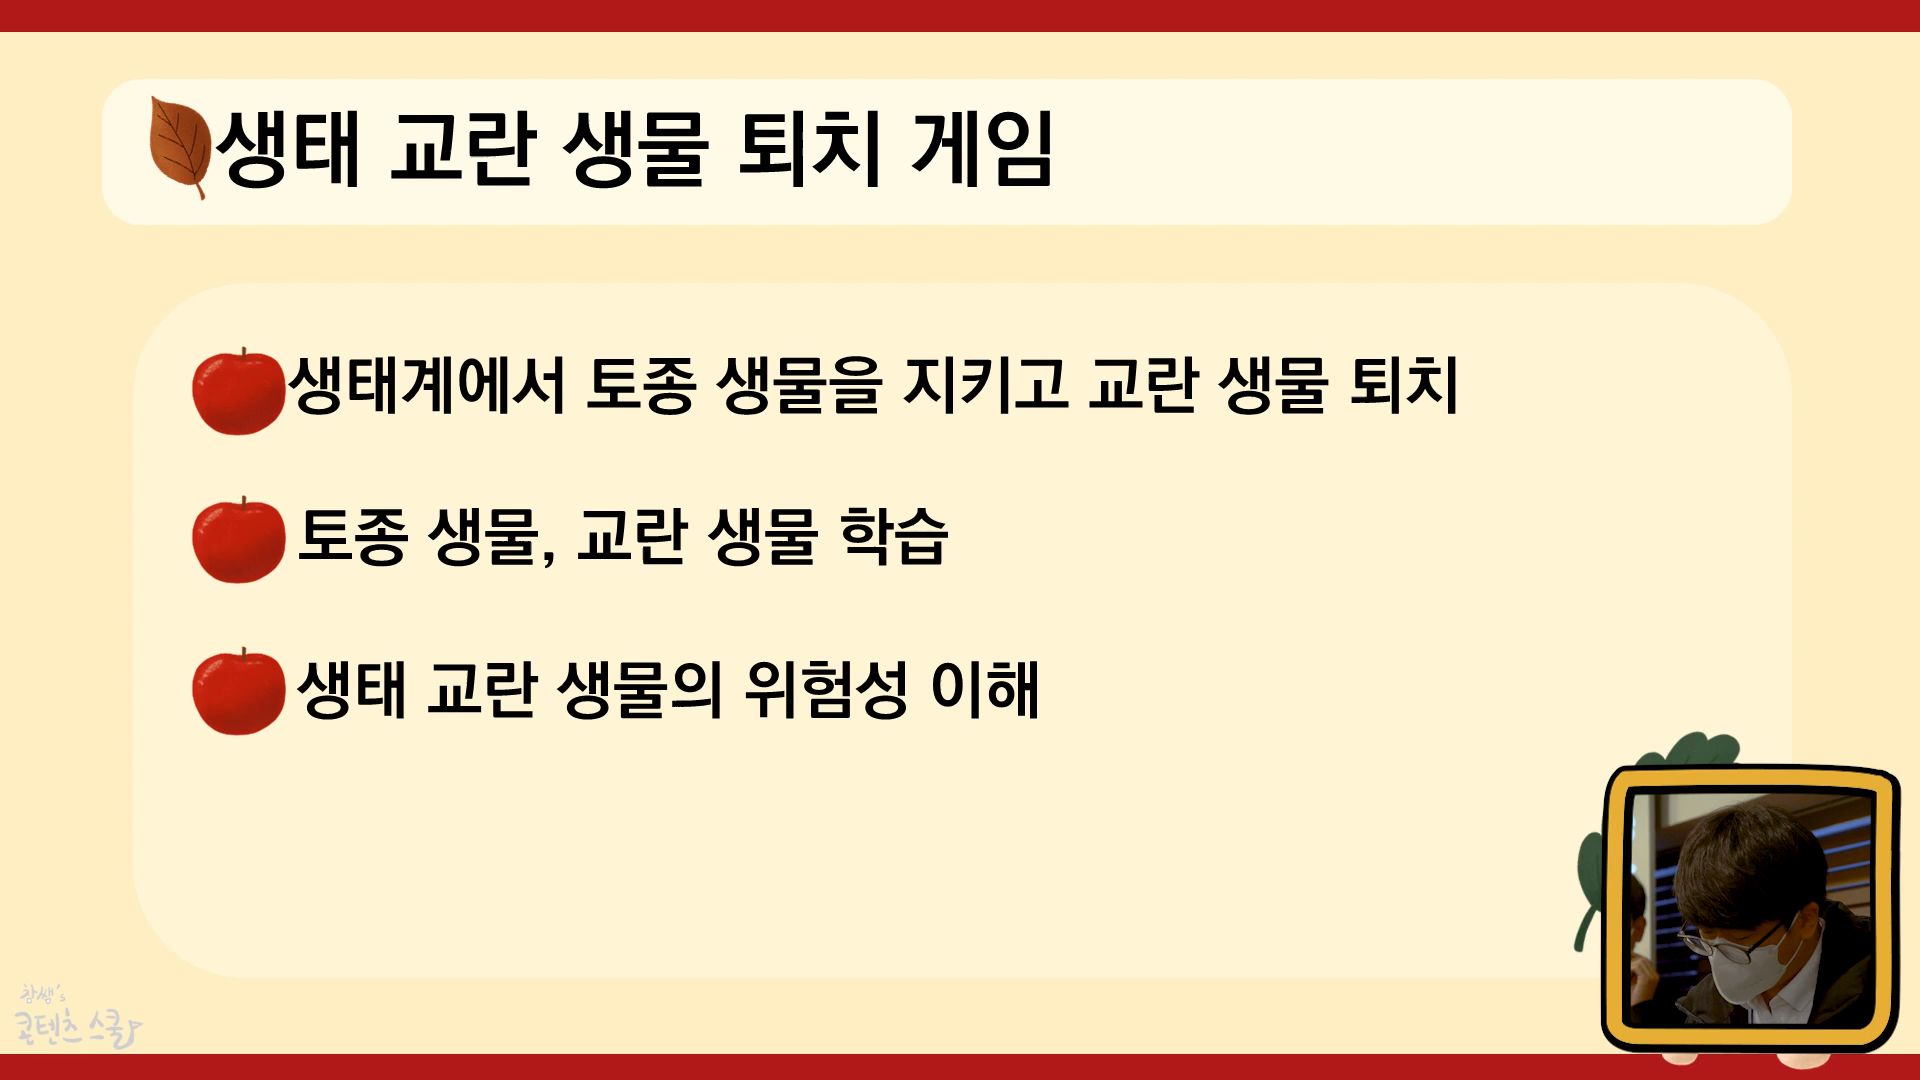 생태 교란 생물 퇴치 게임
생태계에서 토종 생물을 지키고 교란 생물 퇴치
토종 생물, 교란 생물 학습
생태 교란 생물의 위험성 이해
창쌤's
콘텐츠 스쿨